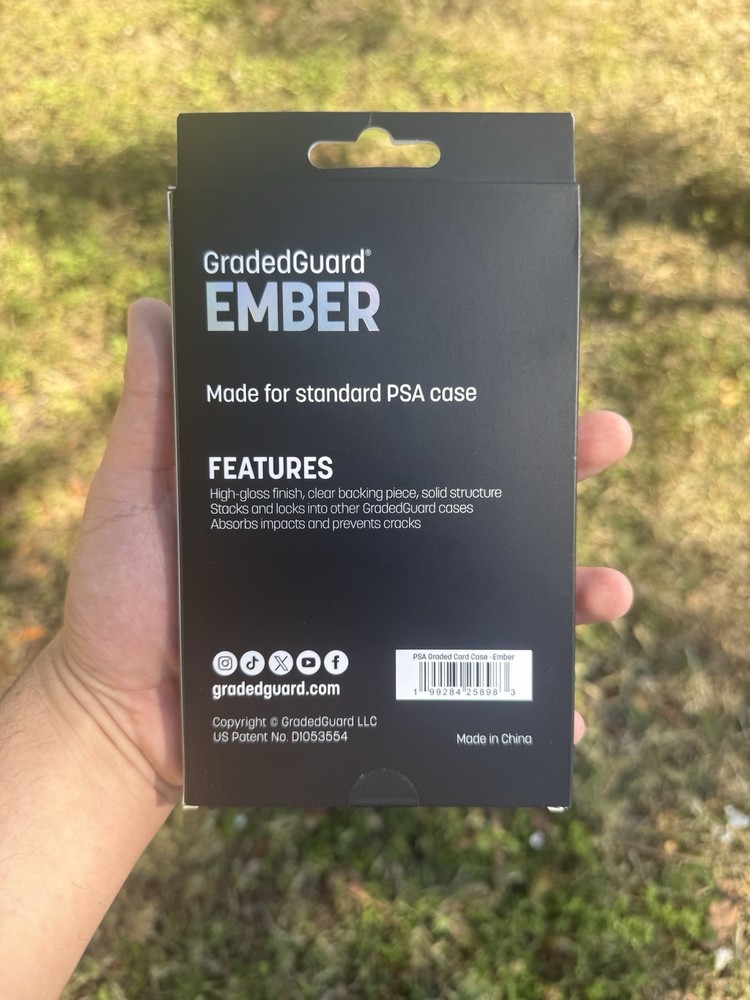 GradedGuard®
EMBER
Made for standard PSA case
FEATURES
High-gloss finish, clear backing piece, solid structure
Stacks and locks into other GradedGuard cases
Absorbs impacts and prevents cracks
gradedguard.com
PSA Graded Card Case -Ember
1 99284 25898 3
Copyright © GradedGuard LLC
US Patent No. D1053554
Made in China